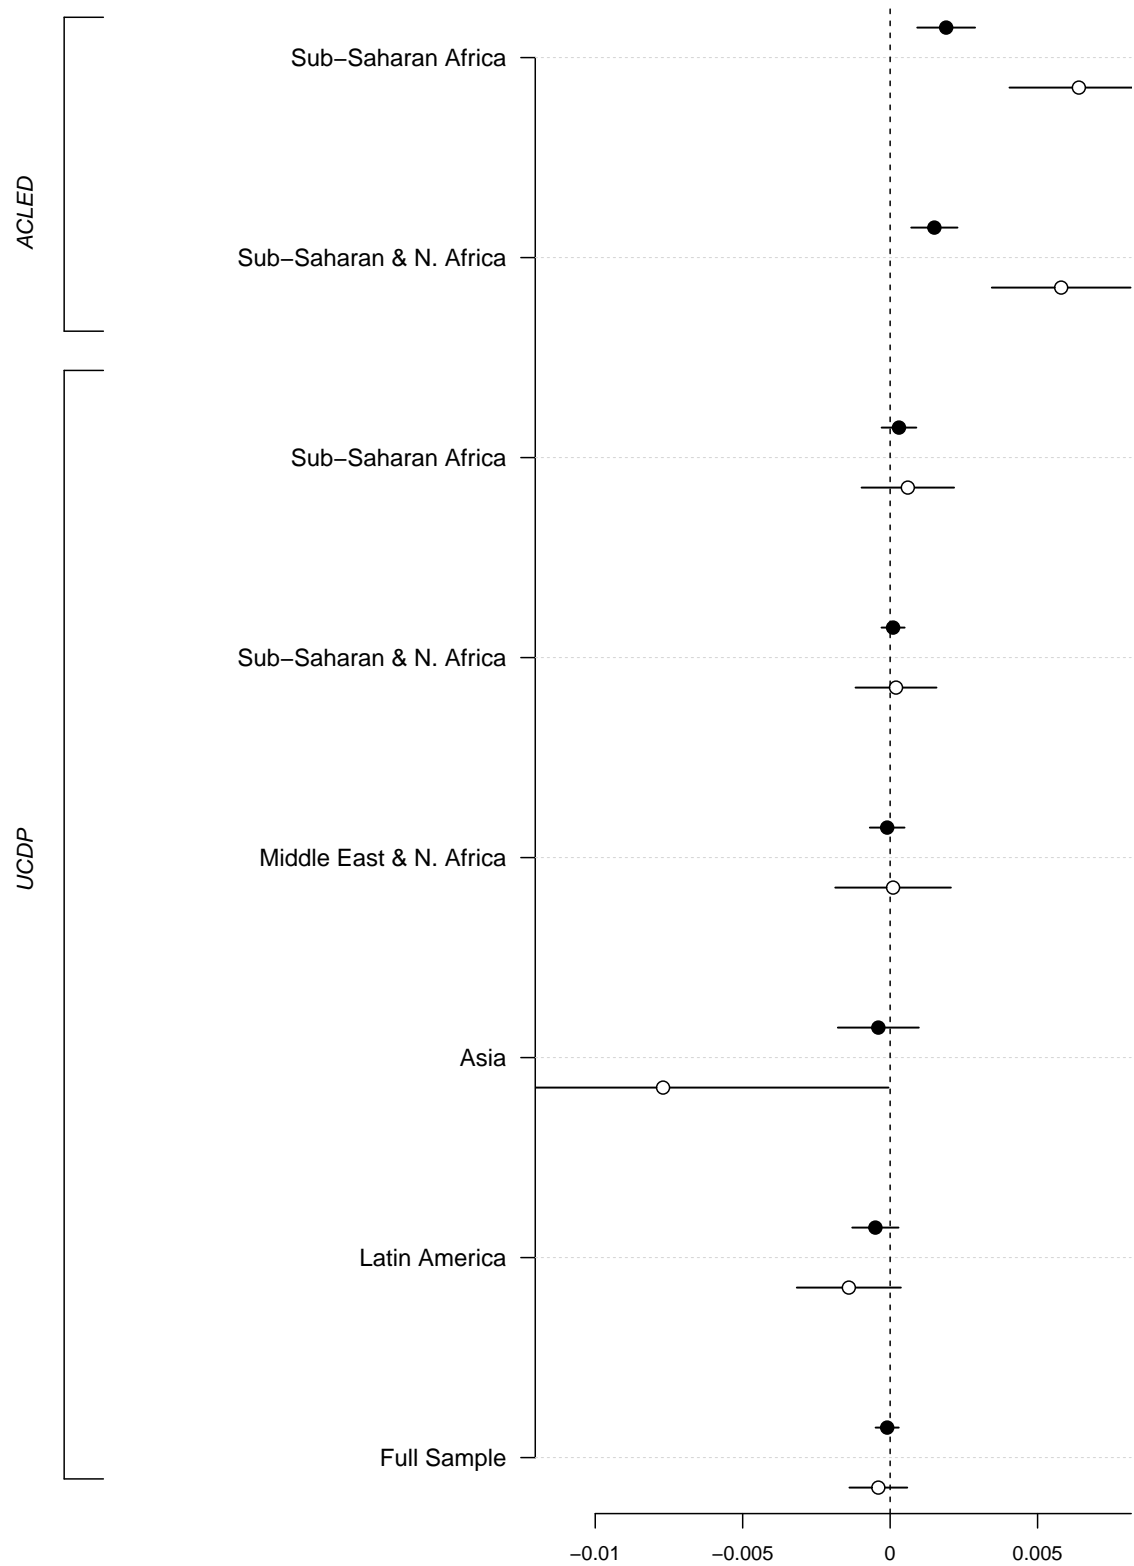 ACLED
Sub−Saharan Africa
Sub−Saharan & N. Africa
UCDP
Sub−Saharan Africa
Sub−Saharan & N. Africa
Middle East & N. Africa
Asia
Latin America
Full Sample
−0.01 −0.005 0 0.005